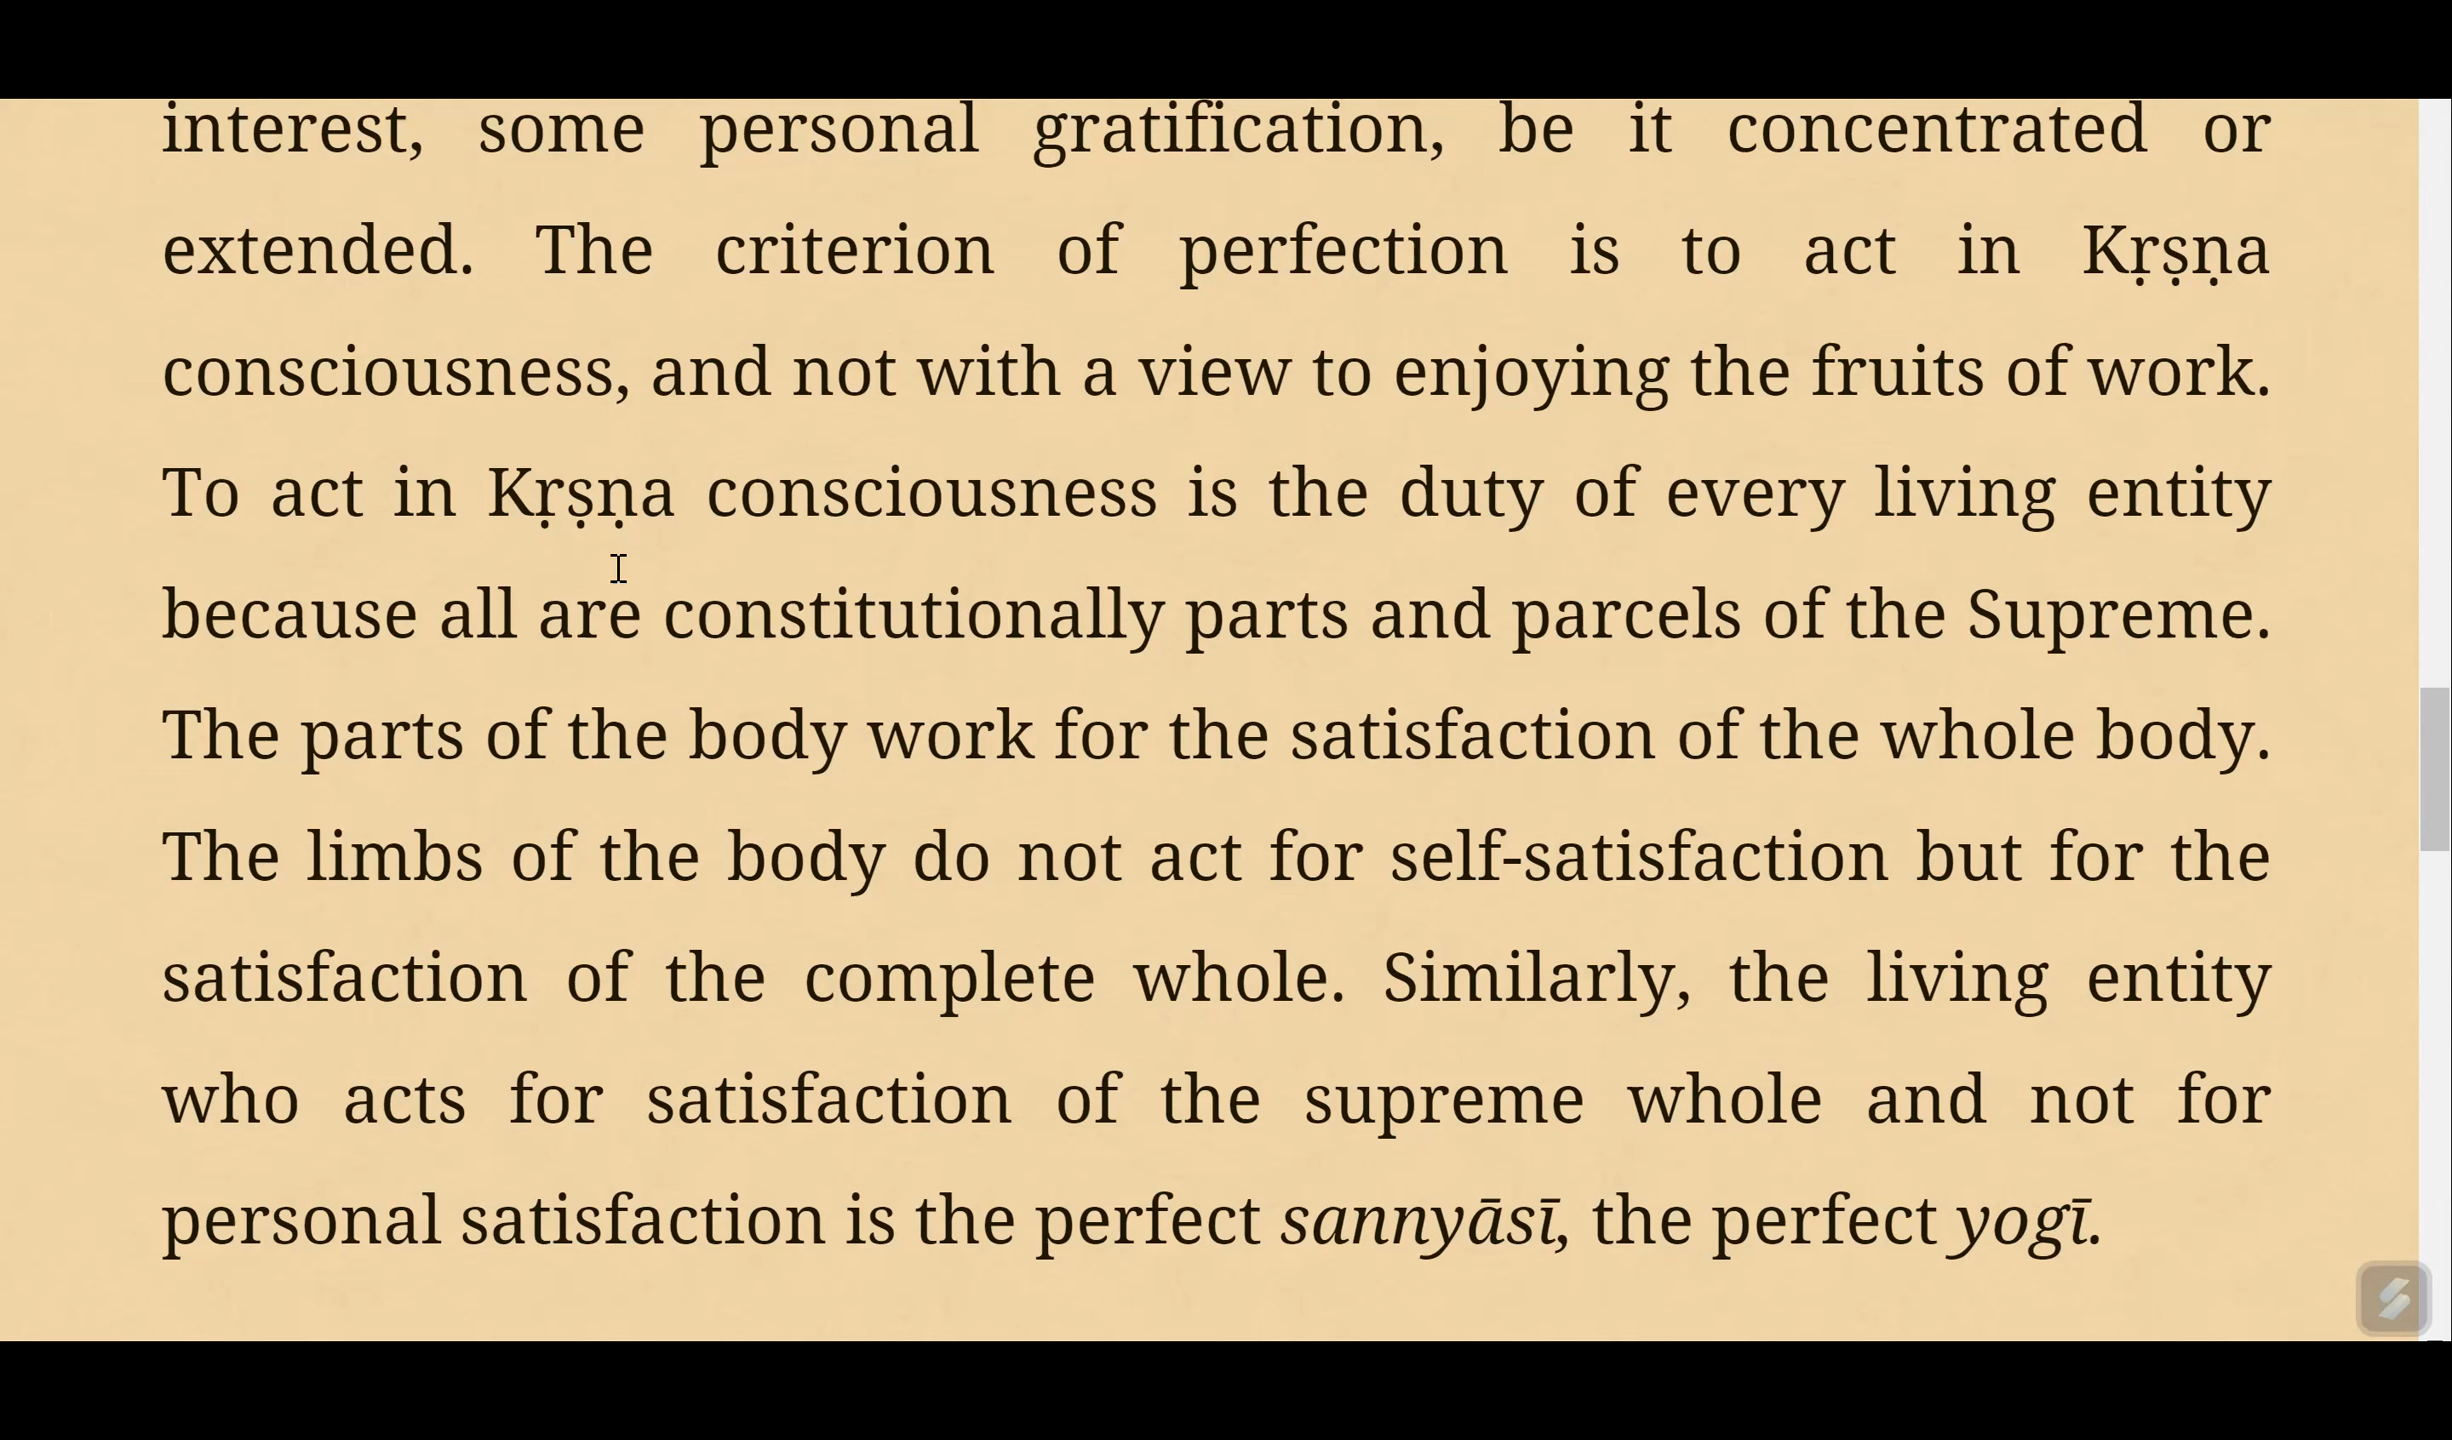 interest, some personal gratification, be it concentrated or
extended. The criterion of perfection is to act in Kṛṣṇa
consciousness, and not with a view to enjoying the fruits of work.
To act in Kṛṣṇa consciousness is the duty of every living entity
because all are constitutionally parts and parcels of the Supreme.
The parts of the body work for the satisfaction of the whole body.
The limbs of the body do not act for self-satisfaction but for the
satisfaction of the complete whole. Similarly, the living entity
who acts for satisfaction of the supreme whole and not for
personal satisfaction is the perfect sannyāsī, the perfect yogī.